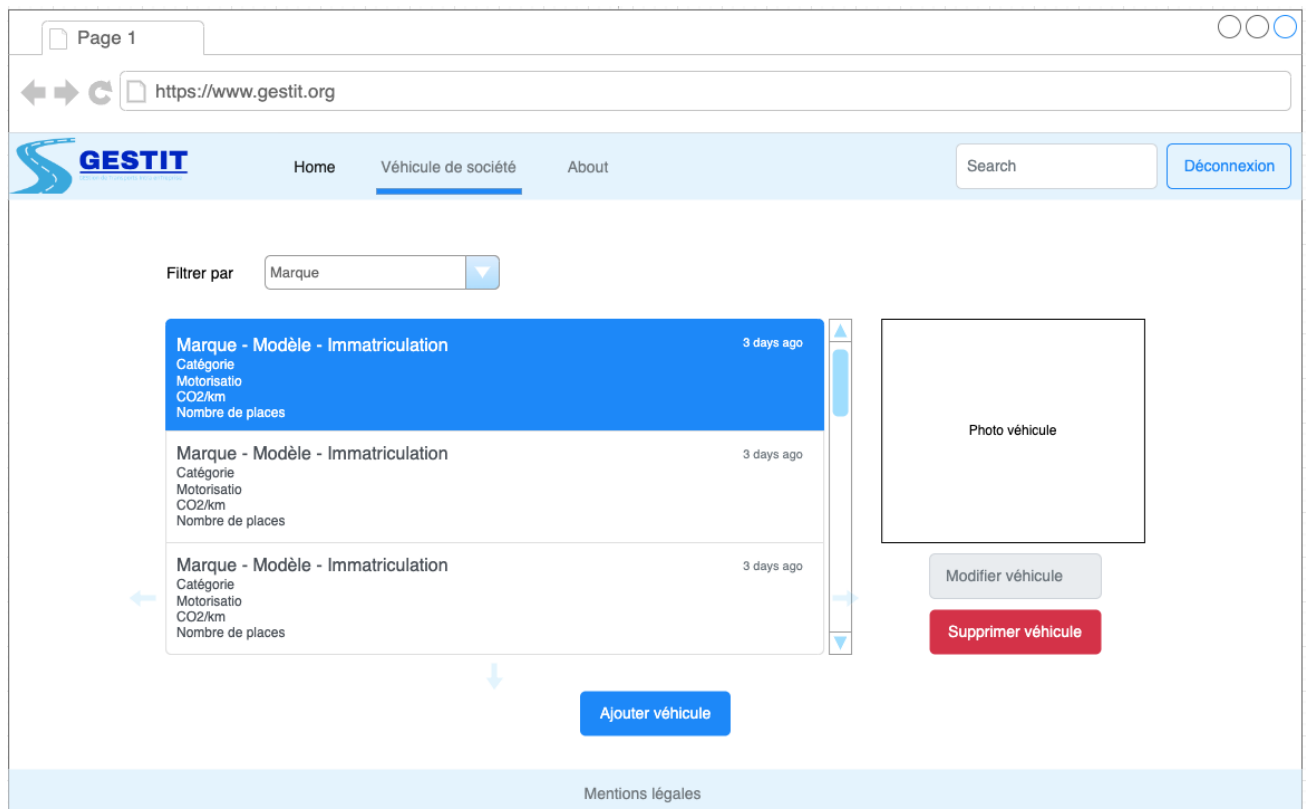 Page 1
https://www.gestit.org
GESTIT
Home
Véhicule de société
About
Search
Déconnexion
Filtrer par
Marque
Marque - Modèle - Immatriculation
3 days ago
Catégorie
Motorisatio
CO2/km
Nombre de places
Marque - Modèle - Immatriculation
3 days ago
Catégorie
Motorisatio
CO2/km
Nombre de places
Marque - Modèle - Immatriculation
3 days ago
Catégorie
Motorisatio
CO2/km
Nombre de places
Photo véhicule
Modifier véhicule
Supprimer véhicule
Ajouter véhicule
Mentions légales